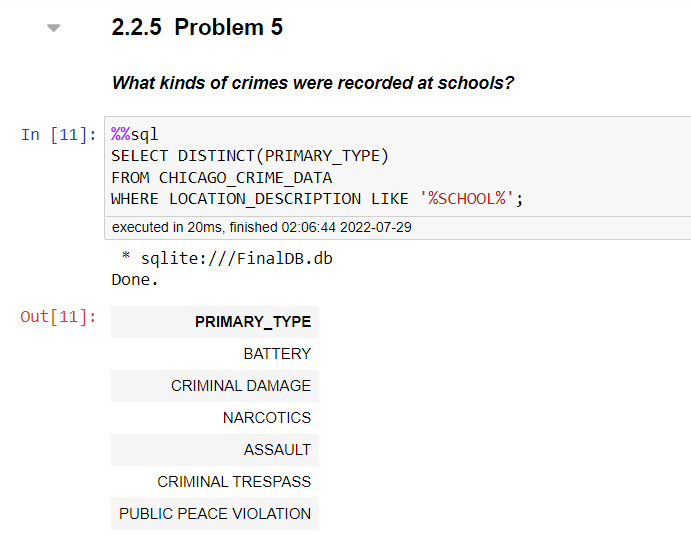 2.2.5 Problem 5
What kinds of crimes were recorded at schools?
In [11]: %%sql
SELECT DISTINCT(PRIMARY_TYPE)
FROM CHICAGO_CRIME_DATA
WHERE LOCATION_DESCRIPTION LIKE '%SCHOOL%';
executed in 20ms, finished 02:06:44 2022-07-29
* sqlite:///FinalDB.db
Done.
Out[11]: PRIMARY_TYPE
BATTERY
CRIMINAL DAMAGE
NARCOTICS
ASSAULT
CRIMINAL TRESPASS
PUBLIC PEACE VIOLATION